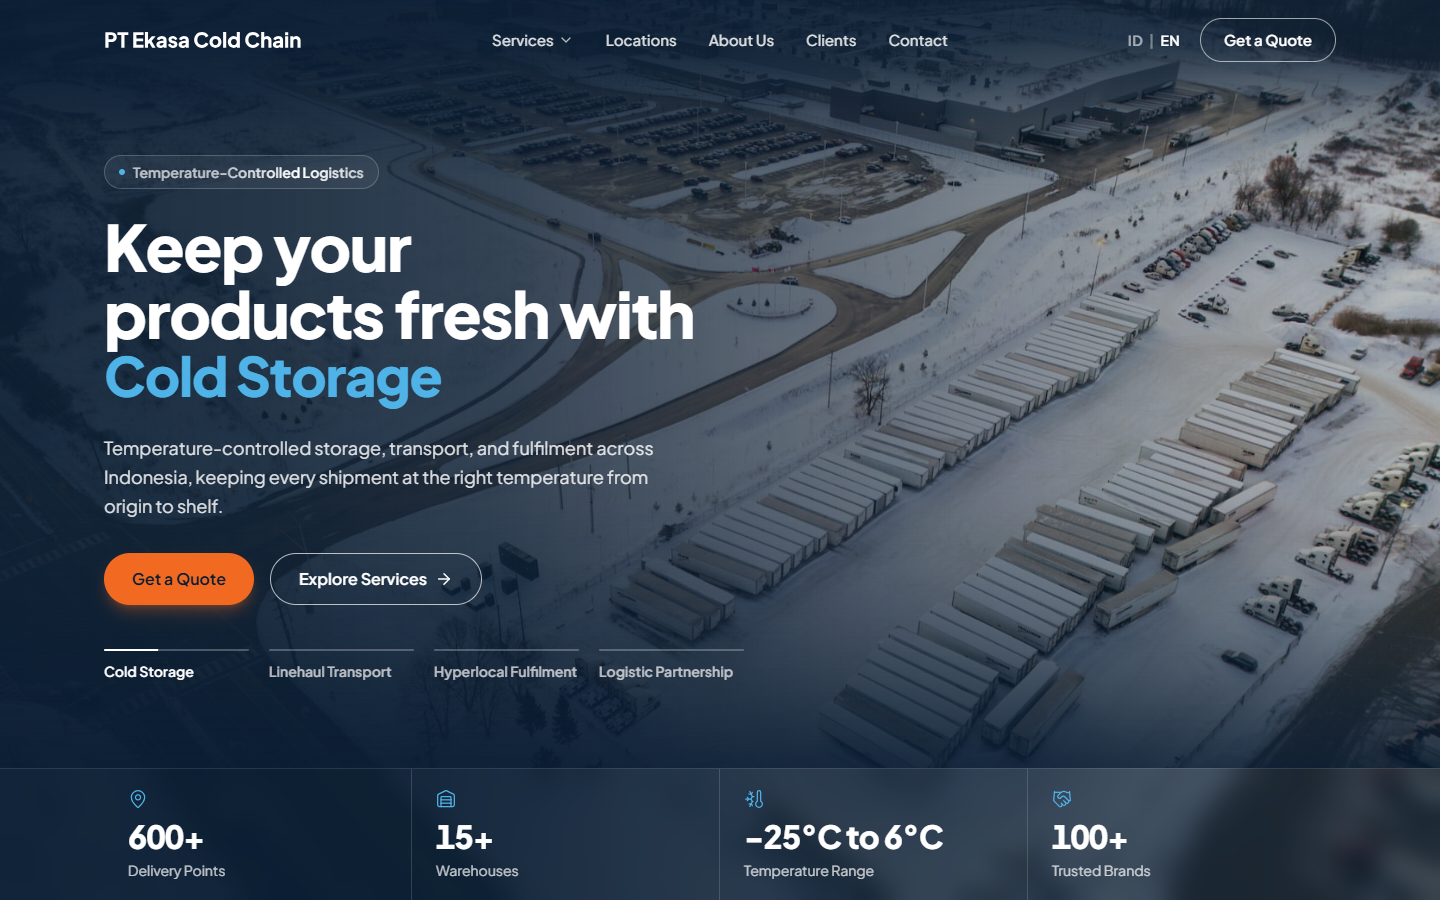 PT Ekasa Cold Chain
Services
Locations
About Us
Clients
Contact
ID | EN
Get a Quote
Temperature-Controlled Logistics
Keep your
products fresh with
Cold Storage
Temperature-controlled storage, transport, and fulfilment across
Indonesia, keeping every shipment at the right temperature from
origin to shelf.
Get a Quote
Explore Services →
Cold Storage
Linehaul Transport
Hyperlocal Fulfilment
Logistic Partnership
600+
Delivery Points
15+
Warehouses
-25°C to 6°C
Temperature Range
100+
Trusted Brands